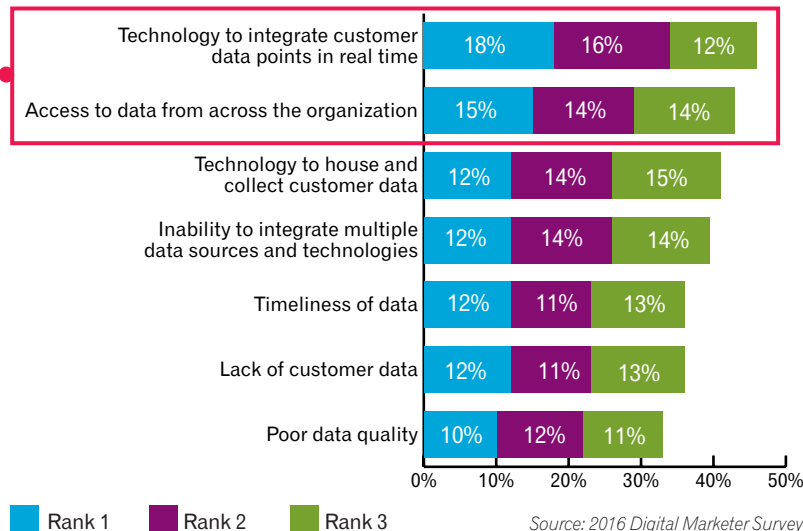 Technology to integrate customer
data points in real time
18% 16% 12%
Access to data from across the organization
15% 14% 14%
Technology to house and
collect customer data
12% 14% 15%
Inability to integrate multiple
data sources and technologies
12% 14% 14%
Timeliness of data
12% 11% 13%
Lack of customer data
12% 11% 13%
Poor data quality
10% 12% 11%
0% 10% 20% 30% 40% 50%
Rank 1 Rank 2 Rank 3
Source: 2016 Digital Marketer Survey